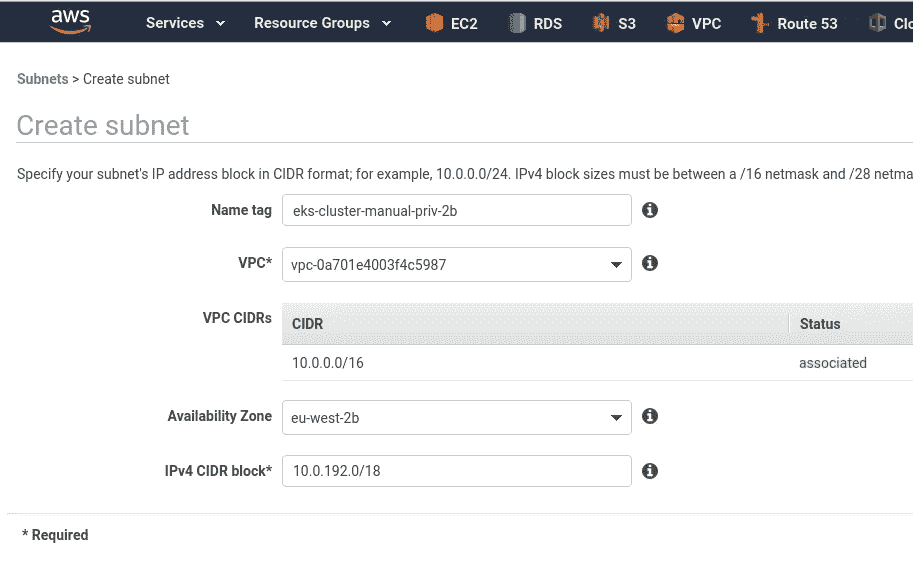 aws Services Resource Groups EC2 RDS S3 VPC Route 53 Clo
Subnets > Create subnet
Create subnet
Specify your subnet's IP address block in CIDR format; for example, 10.0.0.0/24. IPv4 block sizes must be between a /16 netmask and /28 netma
Name tag eks-cluster-manual-priv-2b
VPC* vpc-0a701e4003f4c5987
VPC CIDRs CIDR Status
10.0.0.0/16 associated
Availability Zone eu-west-2b
IPv4 CIDR block* 10.0.192.0/18
* Required